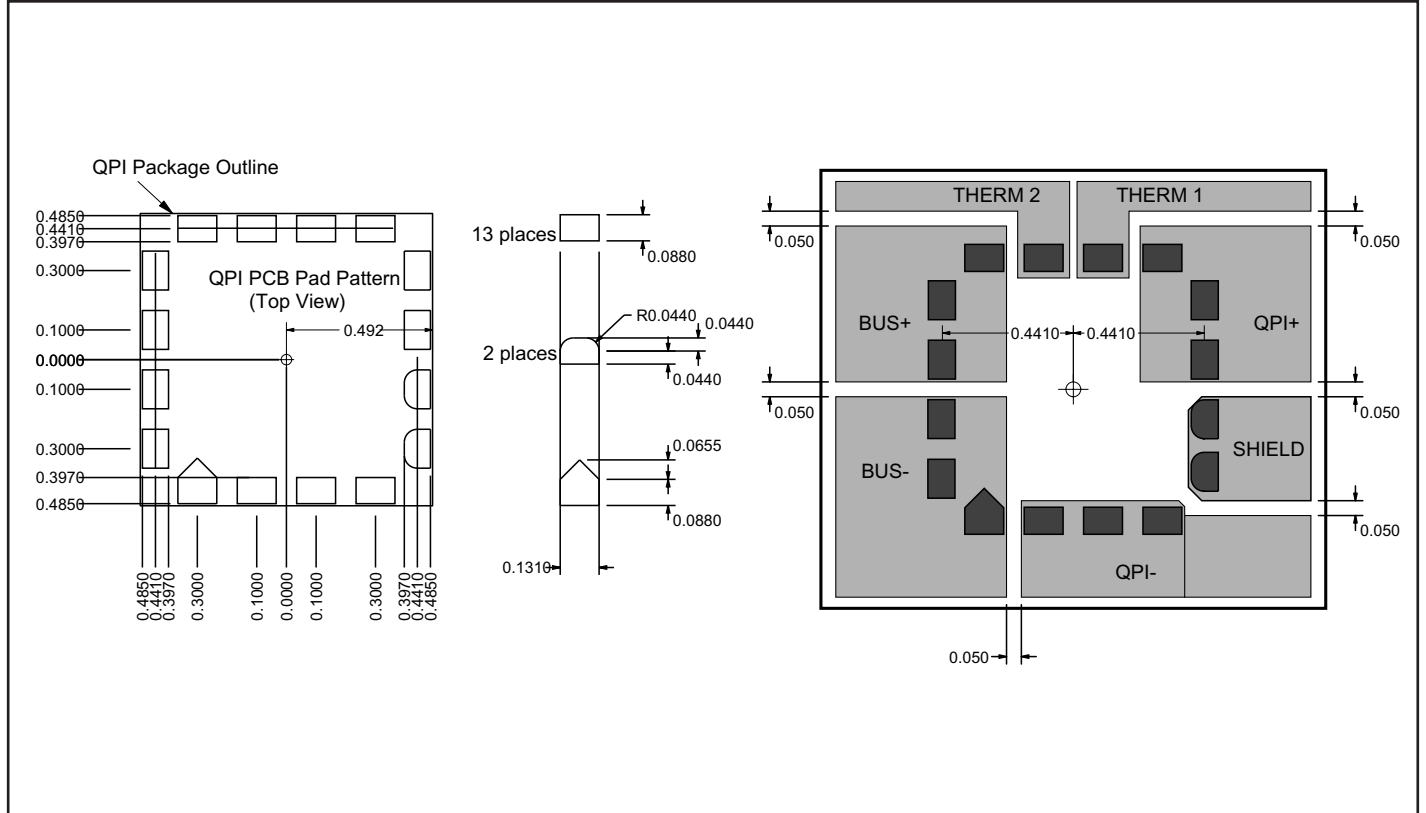 QPI Package Outline
0.4850
0.4410
0.3970
0.3000
0.1000
0.0000
0.1000
0.3000
0.3970
0.4850
QPI PCB Pad Pattern
(Top View)
0.492
0.4850
0.4410
0.3970
0.3000
0.1000
0.0000
0.1000
0.3000
0.3970
0.4410
0.4850
13 places
0.0880
R0.0440
0.0440
2 places
0.0440
0.0655
0.0880
0.1310
THERM 2
THERM 1
0.050
0.050
BUS+
0.4410
0.4410
QPI+
0.050
0.050
BUS-
SHIELD
0.050
QPI-
0.050